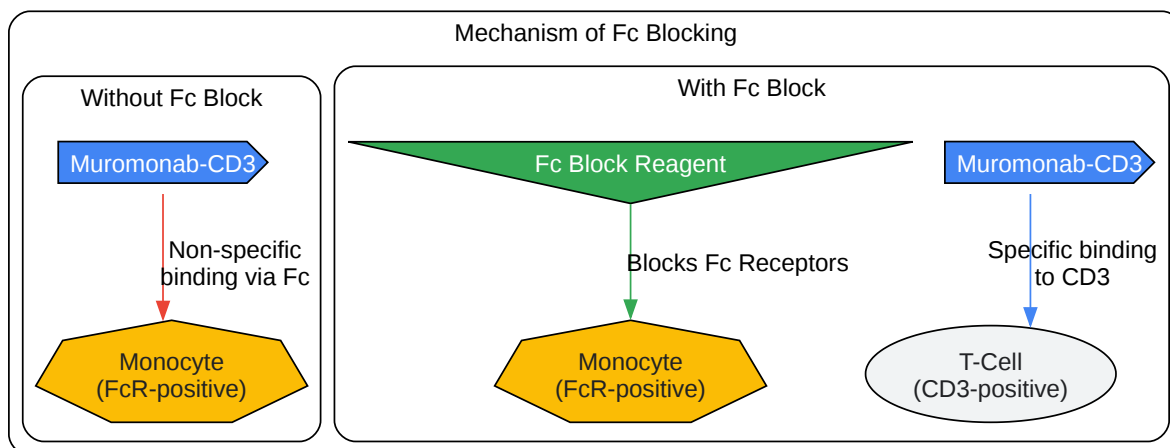 Mechanism of Fc Blocking
Without Fc Block
Muromonab-CD3
Non-specific
binding via Fc
Monocyte
(FcR-positive)
With Fc Block
Fc Block Reagent
Blocks Fc Receptors
Monocyte
(FcR-positive)
Muromonab-CD3
Specific binding
to CD3
T-Cell
(CD3-positive)